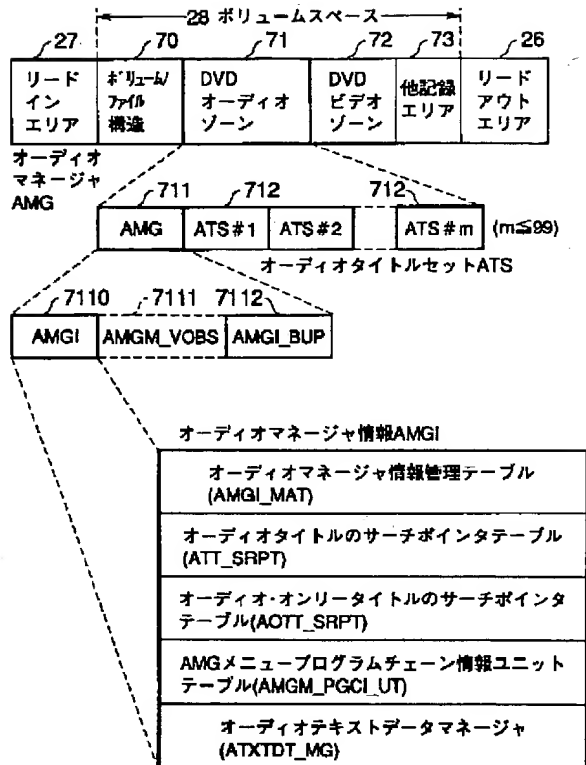 28 ボリュームスペース
27 70 71 72 73 26
リード
イン
エリア
ボリューム/
ファイル
構造
DVD
オーディオ
ゾーン
DVD
ビデオ
ゾーン
他記録
エリア
リード
アウト
エリア
オーディオ
マネージャ
AMG
711 712 712
AMG ATS#1 ATS#2 ATS#m (m≦99)
オーディオタイトルセットATS
7110 7111 7112
AMGI AMGM_VOBS AMGI_BUP
オーディオマネージャ情報AMGI
オーディオマネージャ情報管理テーブル
(AMGI_MAT)
オーディオタイトルのサーチポインタテーブル
(ATT_SRPT)
オーディオ・オンリータイトルのサーチポインタ
テーブル(AOTT_SRPT)
AMGメニュープログラムチェーン情報ユニット
テーブル(AMGM_PGCI_UT)
オーディオテキストデータマネージャ
(ATXTDT_MG)